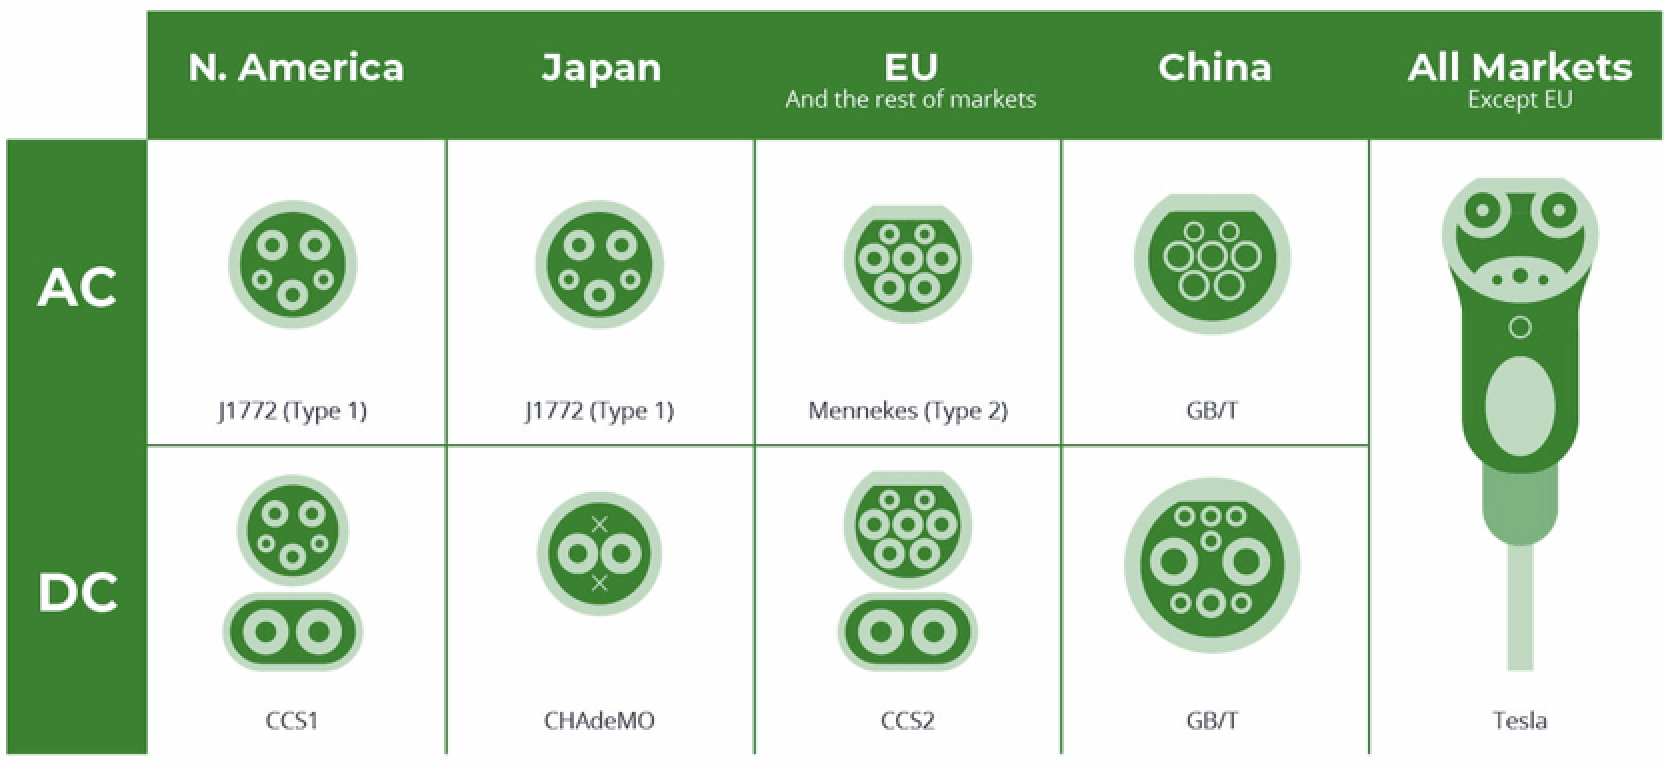 N. America
Japan
EU
And the rest of markets
China
All Markets
Except EU
AC
J1772 (Type 1)
J1772 (Type 1)
Mennekes (Type 2)
GB/T
DC
CCS1
CHAdeMO
CCS2
GB/T
Tesla